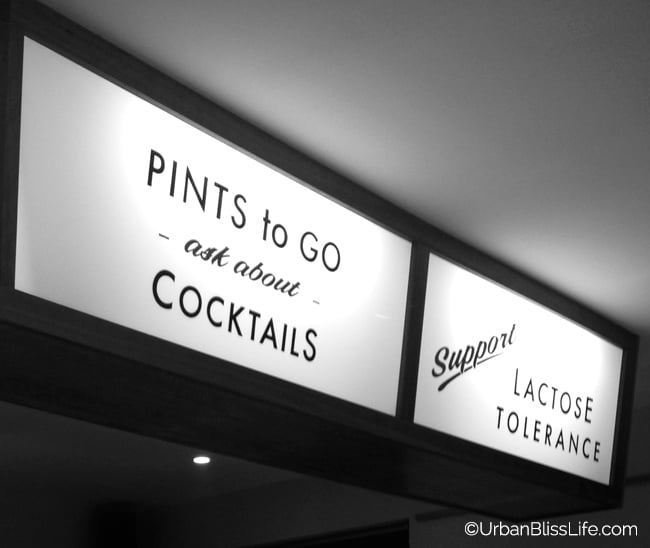 PINTS to GO
- ask about -
COCKTAILS
Support
LACTOSE
TOLERANCE
©UrbanBlissLife.com